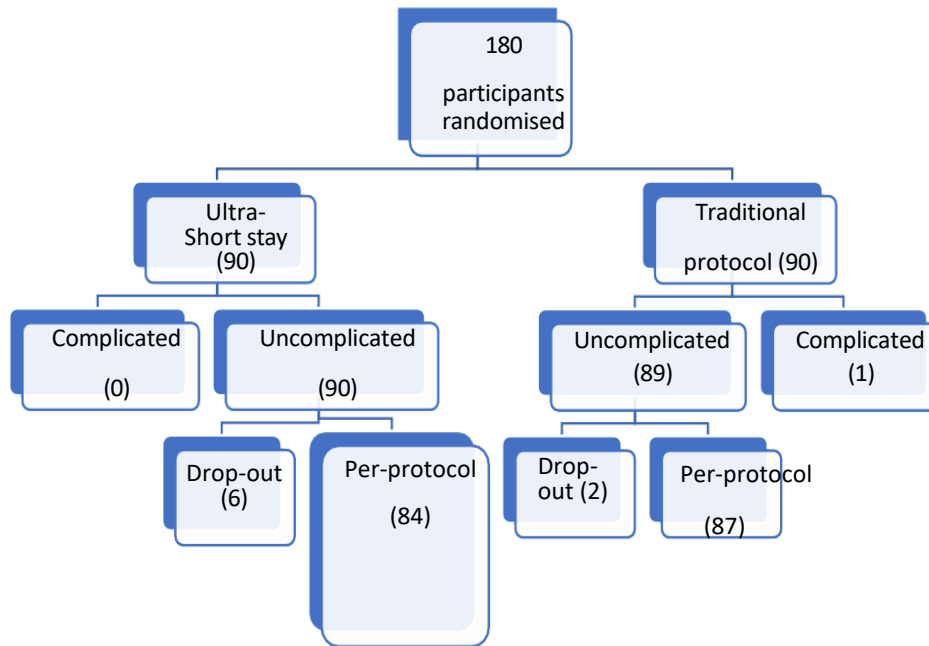 180
participants
randomised
Ultra-
Short stay
(90)
Traditional
protocol (90)
Complicated
(0)
Uncomplicated
(90)
Uncomplicated
(89)
Complicated
(1)
Drop-out
(6)
Per-protocol
(84)
Drop-
out (2)
Per-protocol
(87)